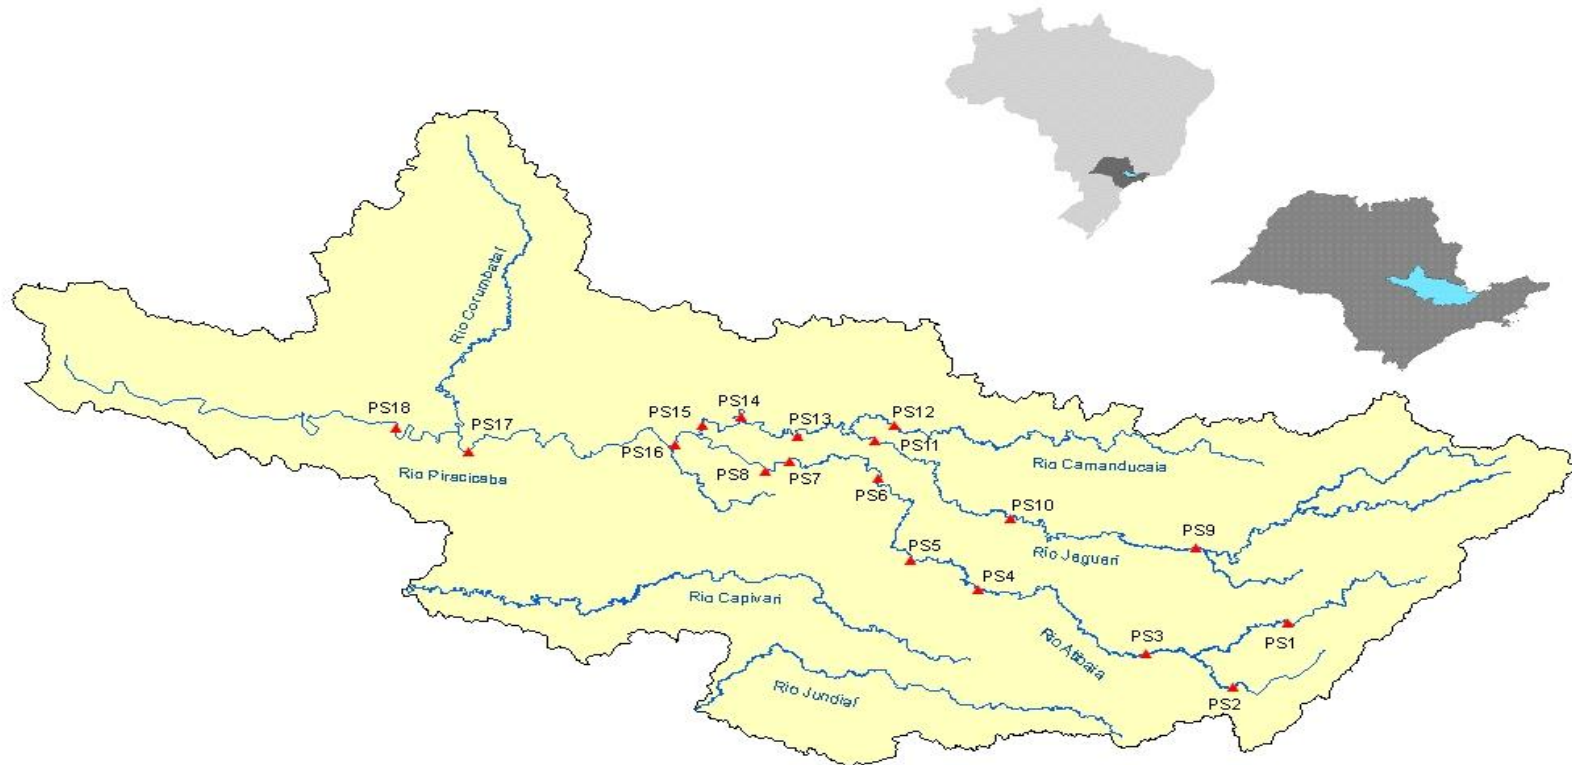 Rio Corumbataí
PS18
PS17
PS15
PS14
PS13
PS12
PS16
PS11
Rio Piracicaba
PS8
PS7
PS6
Rio Camanducaia
PS10
PS9
Rio Jaguari
PS5
PS4
Rio Capivari
PS3
PS1
Rio Atibaia
PS2
Rio Jundiaí